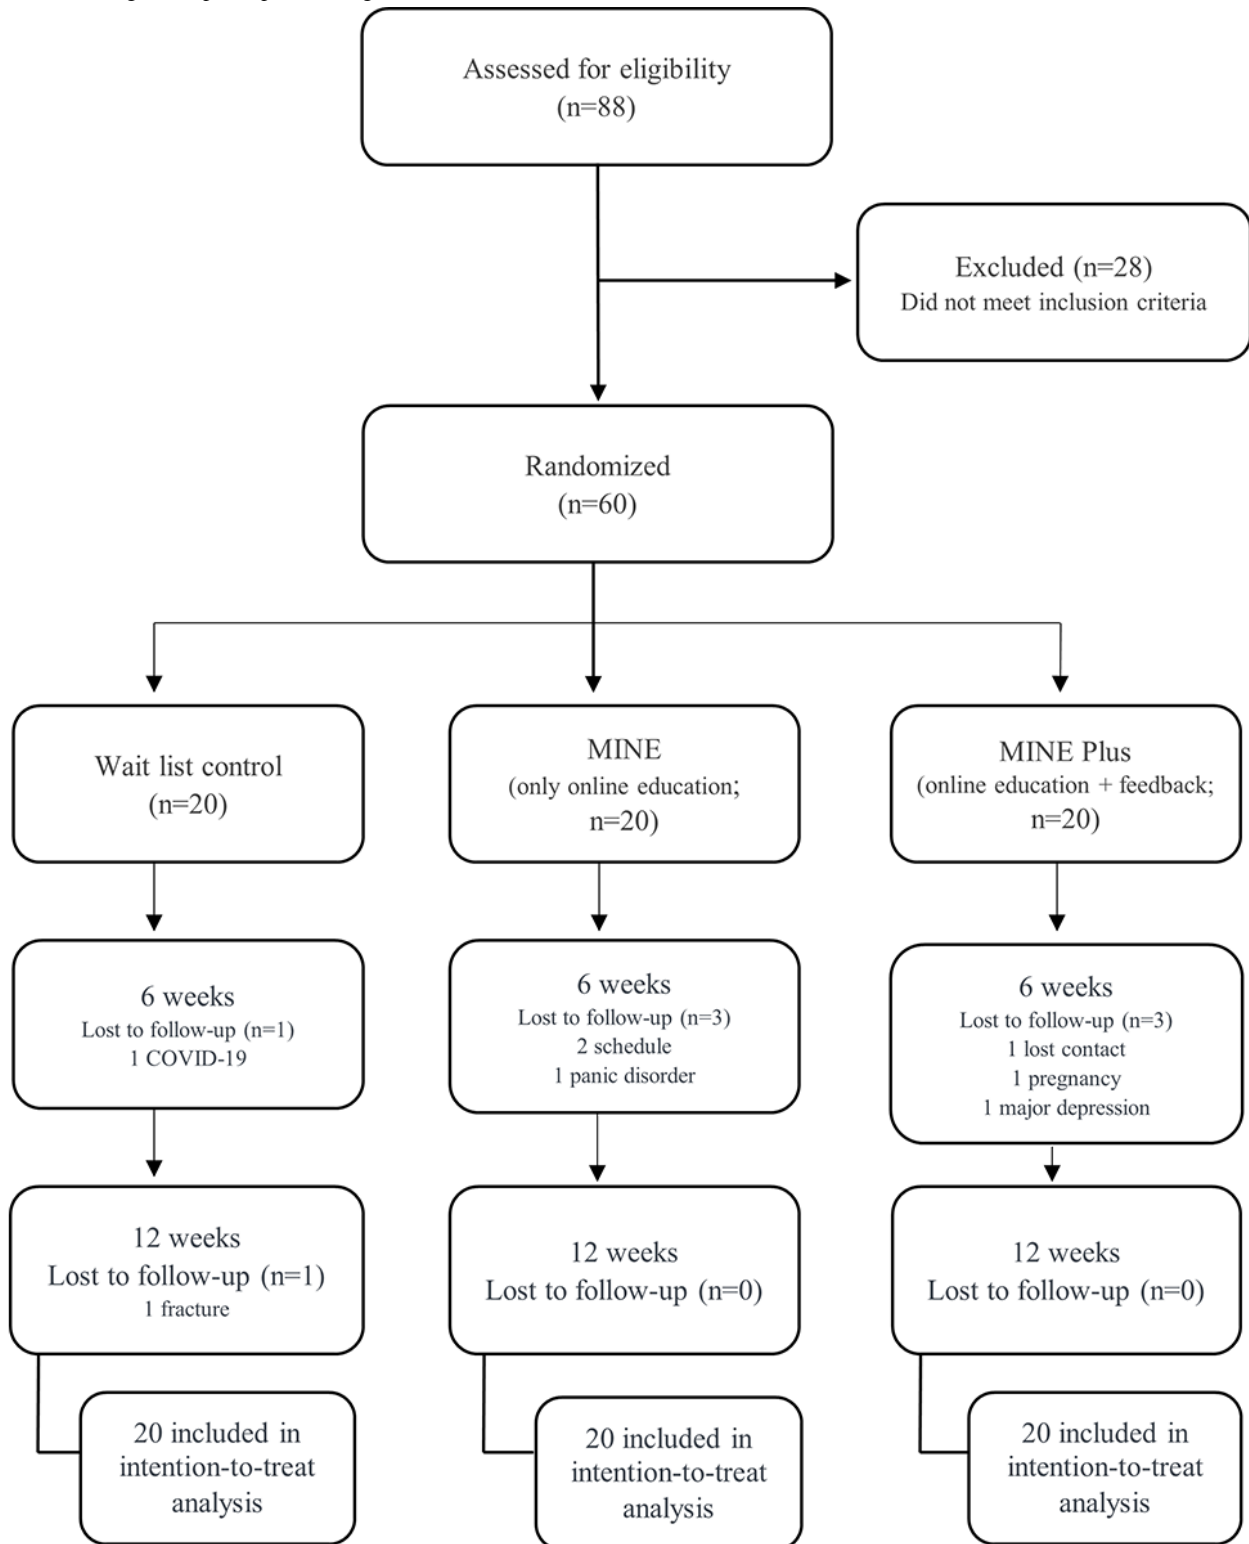 Assessed for eligibility
(n=88)
Excluded (n=28)
Did not meet inclusion criteria
Randomized
(n=60)
Wait list control
(n=20)
MINE
(only online education;
n=20)
MINE Plus
(online education + feedback;
n=20)
6 weeks
Lost to follow-up (n=1)
1 COVID-19
6 weeks
Lost to follow-up (n=3)
2 schedule
1 panic disorder
6 weeks
Lost to follow-up (n=3)
1 lost contact
1 pregnancy
1 major depression
12 weeks
Lost to follow-up (n=1)
1 fracture
12 weeks
Lost to follow-up (n=0)
12 weeks
Lost to follow-up (n=0)
20 included in
intention-to-treat
analysis
20 included in
intention-to-treat
analysis
20 included in
intention-to-treat
analysis